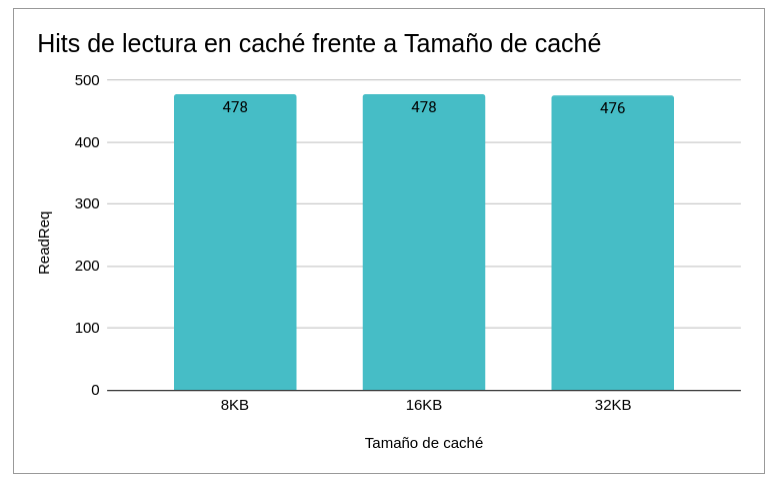 Hits de lectura en caché frente a Tamaño de caché
500
400
300
200
100
0
ReadReq
478
478
476
8KB
16KB
32KB
Tamaño de caché